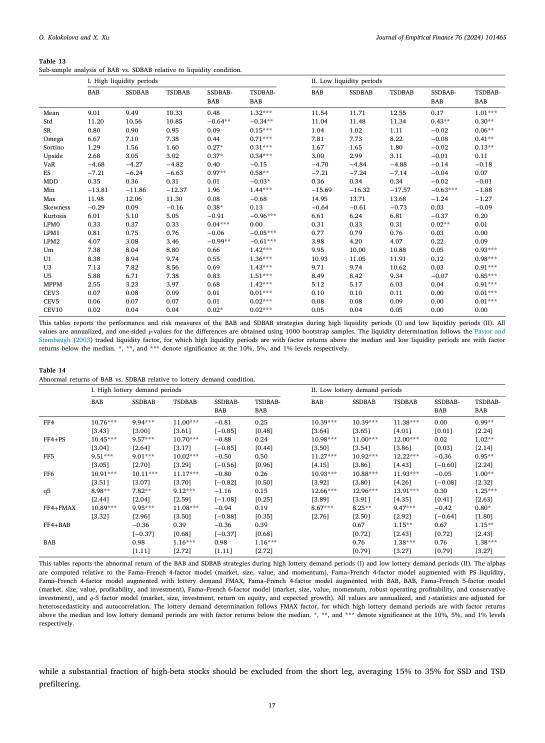 O. Kolokolova and X. Xu
Journal of Empirical Finance 76 (2024) 101465
Table 13
Sub-sample analysis of BAB vs. SDBAB relative to liquidity condition.
I. High liquidity periods II. Low liquidity periods
BAB SSDBAB TSDBAB SSDBAB-BAB TSDBAB-BAB BAB SSDBAB TSDBAB SSDBAB-BAB TSDBAB-BAB
Mean 9.01 9.49 10.33 0.48 1.32*** 11.54 11.71 12.55 0.17 1.01***
Std 11.20 10.56 10.85 −0.64** −0.34** 11.04 11.48 11.34 0.43** 0.30**
SR 0.80 0.90 0.95 0.09 0.15*** 1.04 1.02 1.11 −0.02 0.06**
Omega 6.67 7.10 7.38 0.44 0.71*** 7.81 7.73 8.22 −0.08 0.41**
Sortino 1.29 1.56 1.60 0.27* 0.31*** 1.67 1.65 1.80 −0.02 0.13**
Upside 2.68 3.05 3.02 0.37* 0.34*** 3.00 2.99 3.11 −0.01 0.11
VaR −4.68 −4.27 −4.82 0.40 −0.15 −4.70 −4.84 −4.88 −0.14 −0.18
ES −7.21 −6.24 −6.63 0.97** 0.58** −7.21 −7.24 −7.14 −0.04 0.07
MDD 0.35 0.36 0.31 0.01 −0.03* 0.36 0.34 0.34 −0.02 −0.01
Min −13.81 −11.86 −12.37 1.96 1.44*** −15.69 −16.32 −17.57 −0.63*** −1.88
Max 11.98 12.06 11.30 0.08 −0.68 14.95 13.71 13.68 −1.24 −1.27
Skewness −0.29 0.09 −0.16 0.38* 0.13 −0.64 −0.61 −0.73 0.03 −0.09
Kurtosis 6.01 5.10 5.05 −0.91 −0.96*** 6.61 6.24 6.81 −0.37 0.20
LPM0 0.33 0.37 0.33 0.04*** 0.00 0.31 0.33 0.31 0.02** 0.01
LPM1 0.81 0.75 0.76 −0.06 −0.05*** 0.77 0.79 0.76 0.03 0.00
LPM2 4.07 3.08 3.46 −0.99** −0.61*** 3.98 4.20 4.07 0.22 0.09
Um 7.38 8.04 8.80 0.66 1.42*** 9.95 10.00 10.88 0.05 0.93***
U1 8.38 8.94 9.74 0.55 1.36*** 10.93 11.05 11.91 0.12 0.98***
U3 7.13 7.82 8.56 0.69 1.43*** 9.71 9.74 10.62 0.03 0.91***
U5 5.88 6.71 7.38 0.83 1.51*** 8.49 8.42 9.34 −0.07 0.85***
MPPM 2.55 3.23 3.97 0.68 1.42*** 5.12 5.17 6.03 0.04 0.91***
CEV3 0.07 0.08 0.09 0.01 0.01*** 0.10 0.10 0.11 0.00 0.01***
CEV5 0.06 0.07 0.07 0.01 0.02*** 0.08 0.08 0.09 0.00 0.01***
CEV10 0.02 0.04 0.04 0.02* 0.02*** 0.05 0.04 0.05 0.00 0.00
This tables reports the performance and risk measures of the BAB and SDBAB strategies during high liquidity periods (I) and low liquidity periods (II). All
values are annualized, and one-sided p-values for the differences are obtained using 1000 bootstrap samples. The liquidity determination follows the Pastor and
Stambaugh (2003) traded liquidity factor, for which high liquidity periods are with factor returns above the median and low liquidity periods are with factor
returns below the median. *, **, and *** denote significance at the 10%, 5%, and 1% levels respectively.
Table 14
Abnormal returns of BAB vs. SDBAB relative to lottery demand condition.
I. High lottery demand periods II. Low lottery demand periods
BAB SSDBAB TSDBAB SSDBAB-BAB TSDBAB-BAB BAB SSDBAB TSDBAB SSDBAB-BAB TSDBAB-BAB
FF4 10.76*** 9.94*** 11.00*** −0.81 0.25 10.39*** 10.39*** 11.38*** 0.00 0.99**
[3.43] [3.00] [3.61] [−0.85] [0.48] [3.64] [3.65] [4.01] [0.01] [2.24]
FF4+PS 10.45*** 9.57*** 10.70*** −0.88 0.24 10.98*** 11.00*** 12.00*** 0.02 1.02**
[3.04] [2.64] [3.17] [−0.85] [0.44] [3.50] [3.54] [3.86] [0.03] [2.14]
FF5 9.51*** 9.01*** 10.02*** −0.50 0.50 11.27*** 10.92*** 12.22*** −0.36 0.95**
[3.05] [2.70] [3.29] [−0.56] [0.96] [4.15] [3.86] [4.43] [−0.60] [2.24]
FF6 10.91*** 10.11*** 11.17*** −0.80 0.26 10.93*** 10.88*** 11.93*** −0.05 1.00**
[3.51] [3.07] [3.70] [−0.82] [0.50] [3.92] [3.80] [4.26] [−0.08] [2.32]
q5 8.98** 7.82** 9.12*** −1.16 0.15 12.66*** 12.96*** 13.91*** 0.30 1.25***
[2.44] [2.04] [2.59] [−1.08] [0.25] [3.89] [3.91] [4.35] [0.41] [2.63]
FF4+FMAX 10.89*** 9.95*** 11.08*** −0.94 0.19 8.67*** 8.25** 9.47*** −0.42 0.80*
[3.32] [2.96] [3.50] [−0.88] [0.35] [2.76] [2.50] [2.92] [−0.64] [1.80]
FF4+BAB −0.36 0.39 −0.36 0.39 0.67 1.15** 0.67 1.15**
[−0.37] [0.68] [−0.37] [0.68] [0.72] [2.43] [0.72] [2.43]
BAB 0.98 1.16*** 0.98 1.16*** 0.76 1.38*** 0.76 1.38***
[1.11] [2.72] [1.11] [2.72] [0.79] [3.27] [0.79] [3.27]
This tables reports the abnormal return of the BAB and SDBAB strategies during high lottery demand periods (I) and low lottery demand periods (II). The alphas
are computed relative to the Fama–French 4-factor model (market, size, value, and momentum), Fama–French 4-factor model augmented with PS liquidity,
Fama–French 4-factor model augmented with lottery demand FMAX, Fama–French 4-factor model augmented with BAB, BAB, Fama–French 5-factor model
(market, size, value, profitability, and investment), Fama–French 6-factor model (market, size, value, momentum, robust operating profitability, and conservative
investment), and q-5 factor model (market, size, investment, return on equity, and expected growth). All values are annualized, and t-statistics are adjusted for
heteroscedasticity and autocorrelation. The lottery demand determination follows FMAX factor, for which high lottery demand periods are with factor returns
above the median and low lottery demand periods are with factor returns below the median. *, **, and *** denote significance at the 10%, 5%, and 1% levels
respectively.
while a substantial fraction of high-beta stocks should be excluded from the short leg, averaging 15% to 35% for SSD and TSD
prefiltering.
17